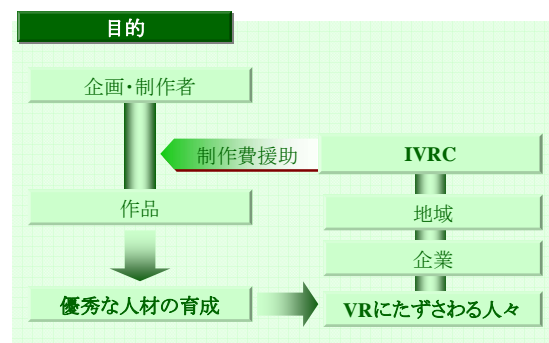 目的
企画・制作者
制作費援助
IVRC
作品
地域
企業
優秀な人材の育成
VRにたずさわる人々